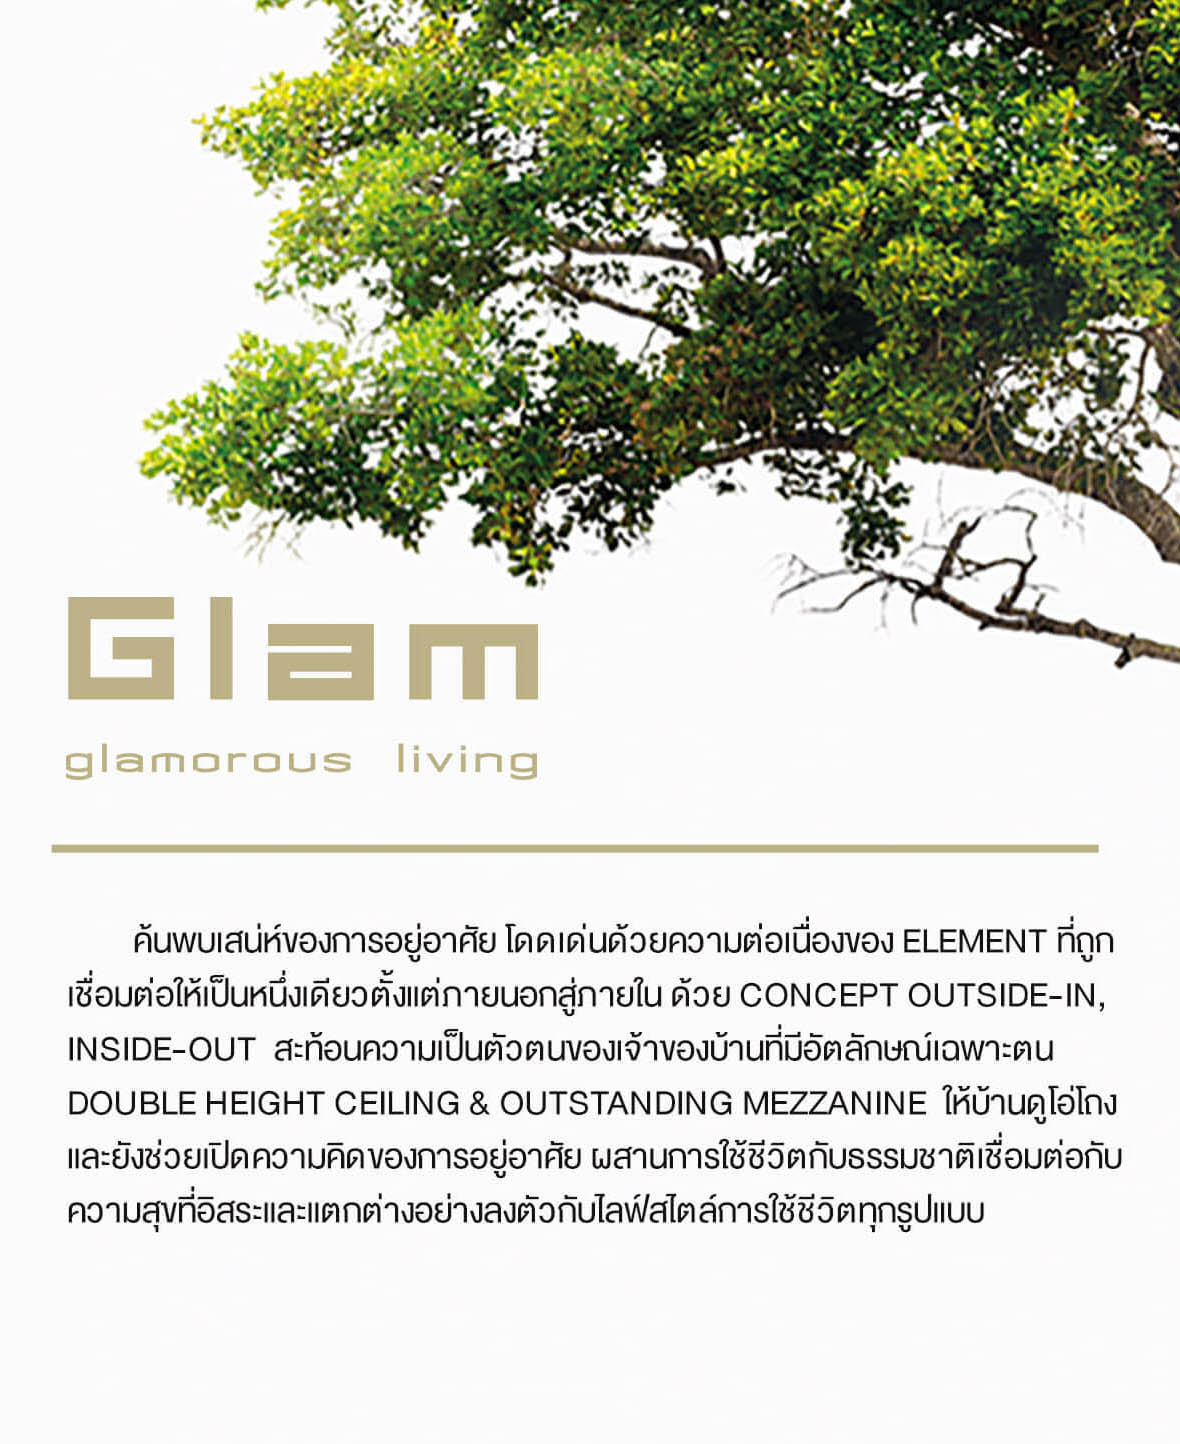 Glam
glamorous living
ค้นพบเสน่ห์ของการอยู่อาศัย โดดเด่นด้วยความต่อเนื่องของ ELEMENT ที่ถูก
เชื่อมต่อให้เป็นหนึ่งเดียวตั้งแต่ภายนอกสู่ภายใน ด้วย CONCEPT OUTSIDE-IN,
INSIDE-OUT สะท้อนความเป็นตัวตนของเจ้าของบ้านที่มีอัตลักษณ์เฉพาะตน
DOUBLE HEIGHT CEILING & OUTSTANDING MEZZANINE ให้บ้านดูโอ่โถง
และยังช่วยเปิดความคิดของการอยู่อาศัย ผสานการใช้ชีวิตกับธรรมชาติเชื่อมต่อกับ
ความสุขที่อิสระและแตกต่างอย่างลงตัวกับไลฟ์สไตล์การใช้ชีวิตทุกรูปแบบ